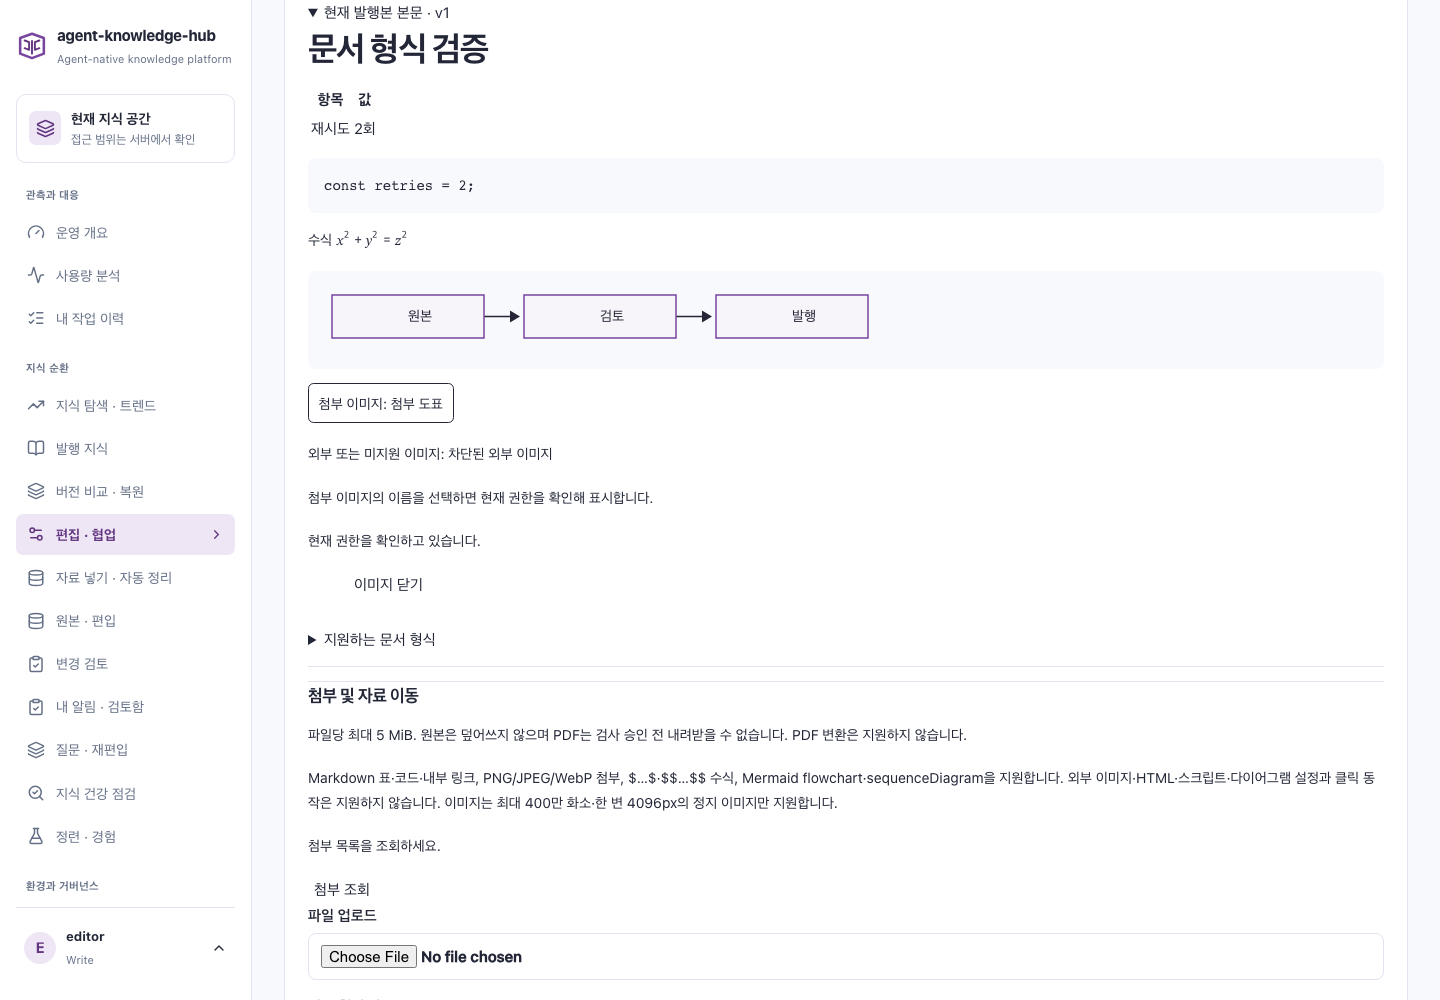 agent-knowledge-hub
Agent-native knowledge platform
현재 지식 공간
접근 범위는 서버에서 확인
관측과 대응
운영 개요
사용량 분석
내 작업 이력
지식 순환
지식 탐색 · 트렌드
발행 지식
버전 비교 · 복원
편집 · 협업
자료 넣기 · 자동 정리
원본 · 편입
변경 검토
내 알림 · 검토함
질문 · 재편입
지식 건강 점검
정련 · 경험
환경과 거버넌스
E
editor
Write
▼ 현재 발행본 본문 · v1
문서 형식 검증
항목 값
재시도 2회
const retries = 2;
수식 x² + y² = z²
원본 검토 발행
첨부 이미지: 첨부 도표
외부 또는 미지원 이미지: 차단된 외부 이미지
첨부 이미지의 이름을 선택하면 현재 권한을 확인해 표시합니다.
현재 권한을 확인하고 있습니다.
이미지 닫기
▶ 지원하는 문서 형식
첨부 및 자료 이동
파일당 최대 5 MiB. 원본은 덮어쓰지 않으며 PDF는 검사 승인 전 내려받을 수 없습니다. PDF 변환은 지원하지 않습니다.
Markdown 표·코드·내부 링크, PNG/JPEG/WebP 첨부, $...$·$$...$$ 수식, Mermaid flowchart·sequenceDiagram을 지원합니다. 외부 이미지·HTML·스크립트·다이어그램 설정과 클릭 동
작은 지원하지 않습니다. 이미지는 최대 400만 화소·한 변 4096px의 정지 이미지만 지원합니다.
첨부 목록을 조회하세요.
첨부 조회
파일 업로드
Choose File No file chosen